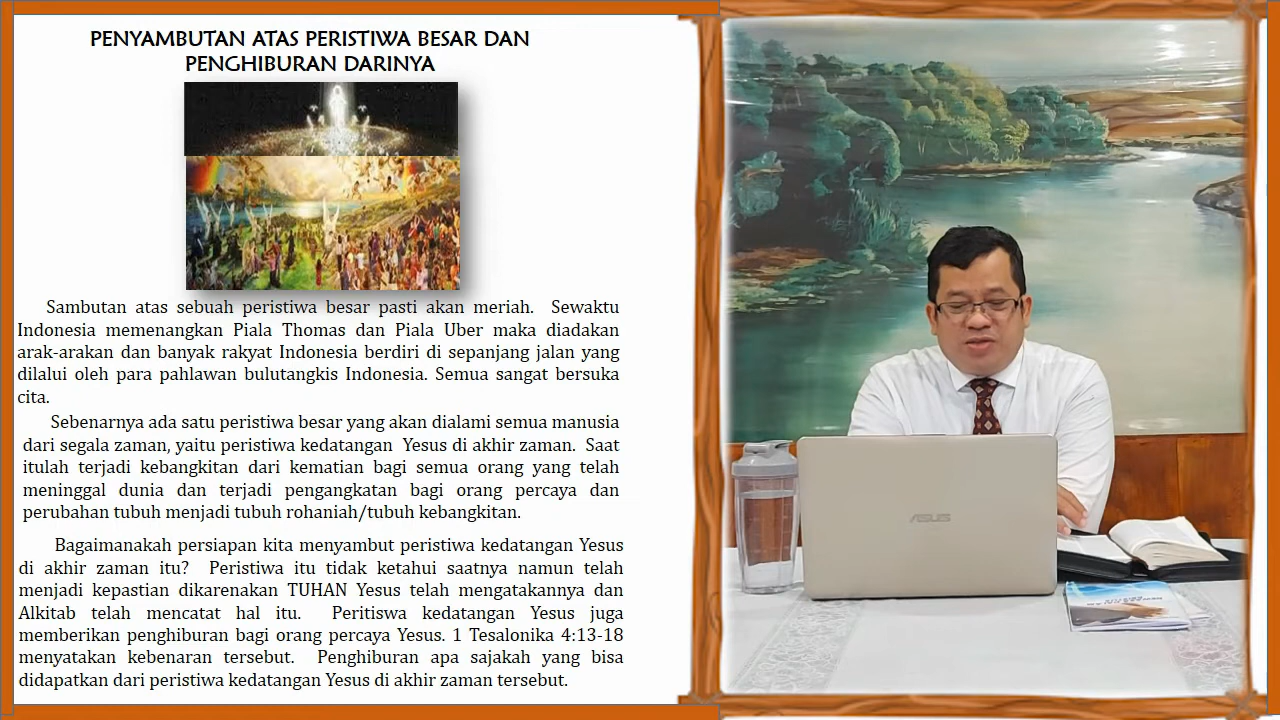 PENYAMBUTAN ATAS PERISTIWA BESAR DAN
PENGHIBURAN DARINYA
Sambutan atas sebuah peristiwa besar pasti akan meriah. Sewaktu
Indonesia memenangkan Piala Thomas dan Piala Uber maka diadakan
arak-arakan dan banyak rakyat Indonesia berdiri di sepanjang jalan yang
dilalui oleh para pahlawan bulutangkis Indonesia. Semua sangat bersuka
cita.
Sebenarnya ada satu peristiwa besar yang akan dialami semua manusia
dari segala zaman, yaitu peristiwa kedatangan Yesus di akhir zaman. Saat
itulah terjadi kebangkitan dari kematian bagi semua orang yang telah
meninggal dunia dan terjadi pengangkatan bagi orang percaya dan
perubahan tubuh menjadi tubuh rohaniah/tubuh kebangkitan.
Bagaimanakah persiapan kita menyambut peristiwa kedatangan Yesus
di akhir zaman itu? Peristiwa itu tidak ketahui saatnya namun telah
menjadi kepastian dikarenakan TUHAN Yesus telah mengatakannya dan
Alkitab telah mencatat hal itu. Peritiswa kedatangan Yesus juga
memberikan penghiburan bagi orang percaya Yesus. 1 Tesalonika 4:13-18
menyatakan kebenaran tersebut. Penghiburan apa sajakah yang bisa
didapatkan dari peristiwa kedatangan Yesus di akhir zaman tersebut.
ASUS